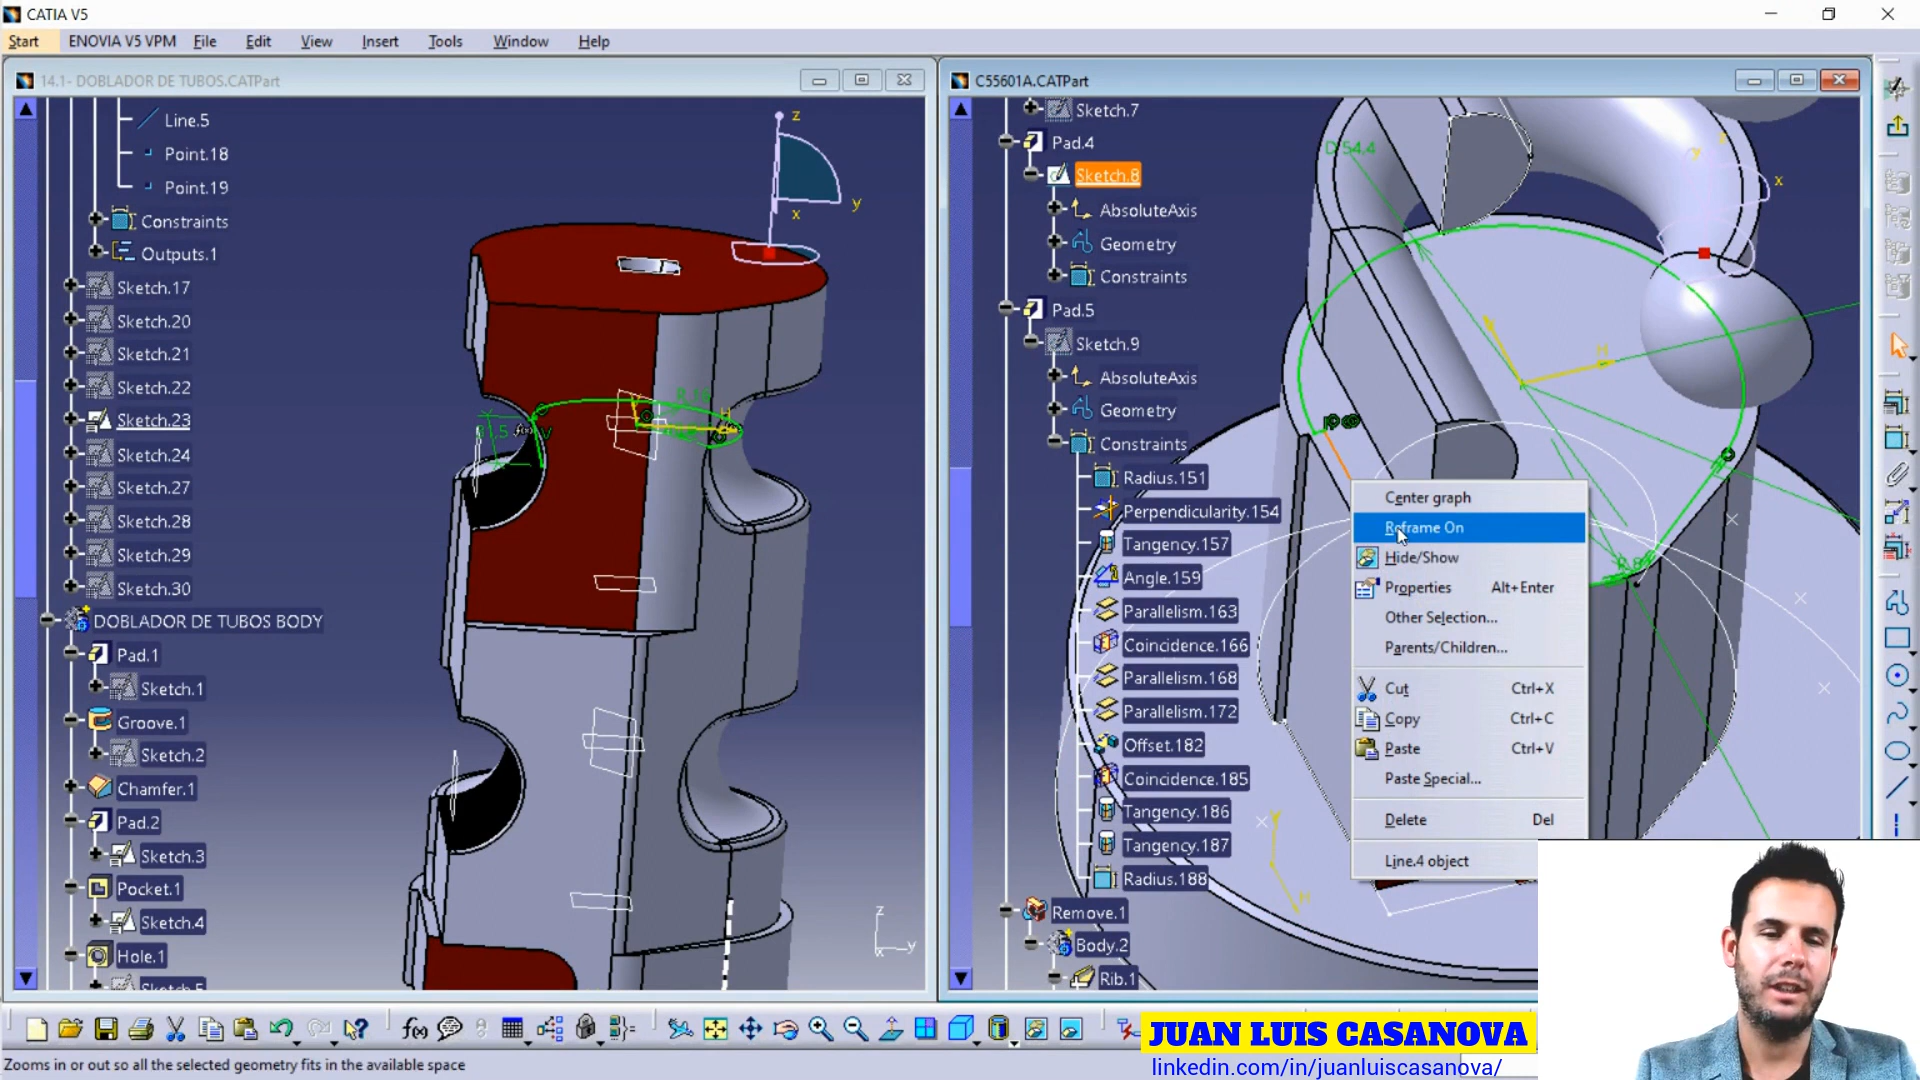 CATIA V5
Start ENOVIA V5 VPM File Edit View Insert Tools Window Help
14.1- DOBLADOR DE TUBOS.CATPart
Line.5
Point.18
Point.19
Constraints
Outputs.1
Sketch.17
Sketch.20
Sketch.21
Sketch.22
Sketch.23
Sketch.24
Sketch.27
Sketch.28
Sketch.29
Sketch.30
DOBLADOR DE TUBOS BODY
Pad.1
Sketch.1
Groove.1
Sketch.2
Chamfer.1
Pad.2
Sketch.3
Pocket.1
Sketch.4
Hole.1
Sketch.5
z
y
x
H
V
z
y
C55601A.CATPart
Sketch.7
Pad.4
Sketch.8
AbsoluteAxis
Geometry
Constraints
Pad.5
Sketch.9
AbsoluteAxis
Geometry
Constraints
Radius.151
Perpendicularity.154
Tangency.157
Angle.159
Parallelism.163
Coincidence.166
Parallelism.168
Parallelism.172
Offset.182
Coincidence.185
Tangency.186
Tangency.187
Radius.188
Remove.1
Body.2
Rib.1
D 54.4
x
H
Center graph
Reframe On
Hide/Show
Properties Alt+Enter
Other Selection...
Parents/Children...
Cut Ctrl+X
Copy Ctrl+C
Paste Ctrl+V
Paste Special...
Delete Del
Line.4 object
JUAN LUIS CASANOVA
linkedin.com/in/juanluiscasanova/
Zooms in or out so all the selected geometry fits in the available space